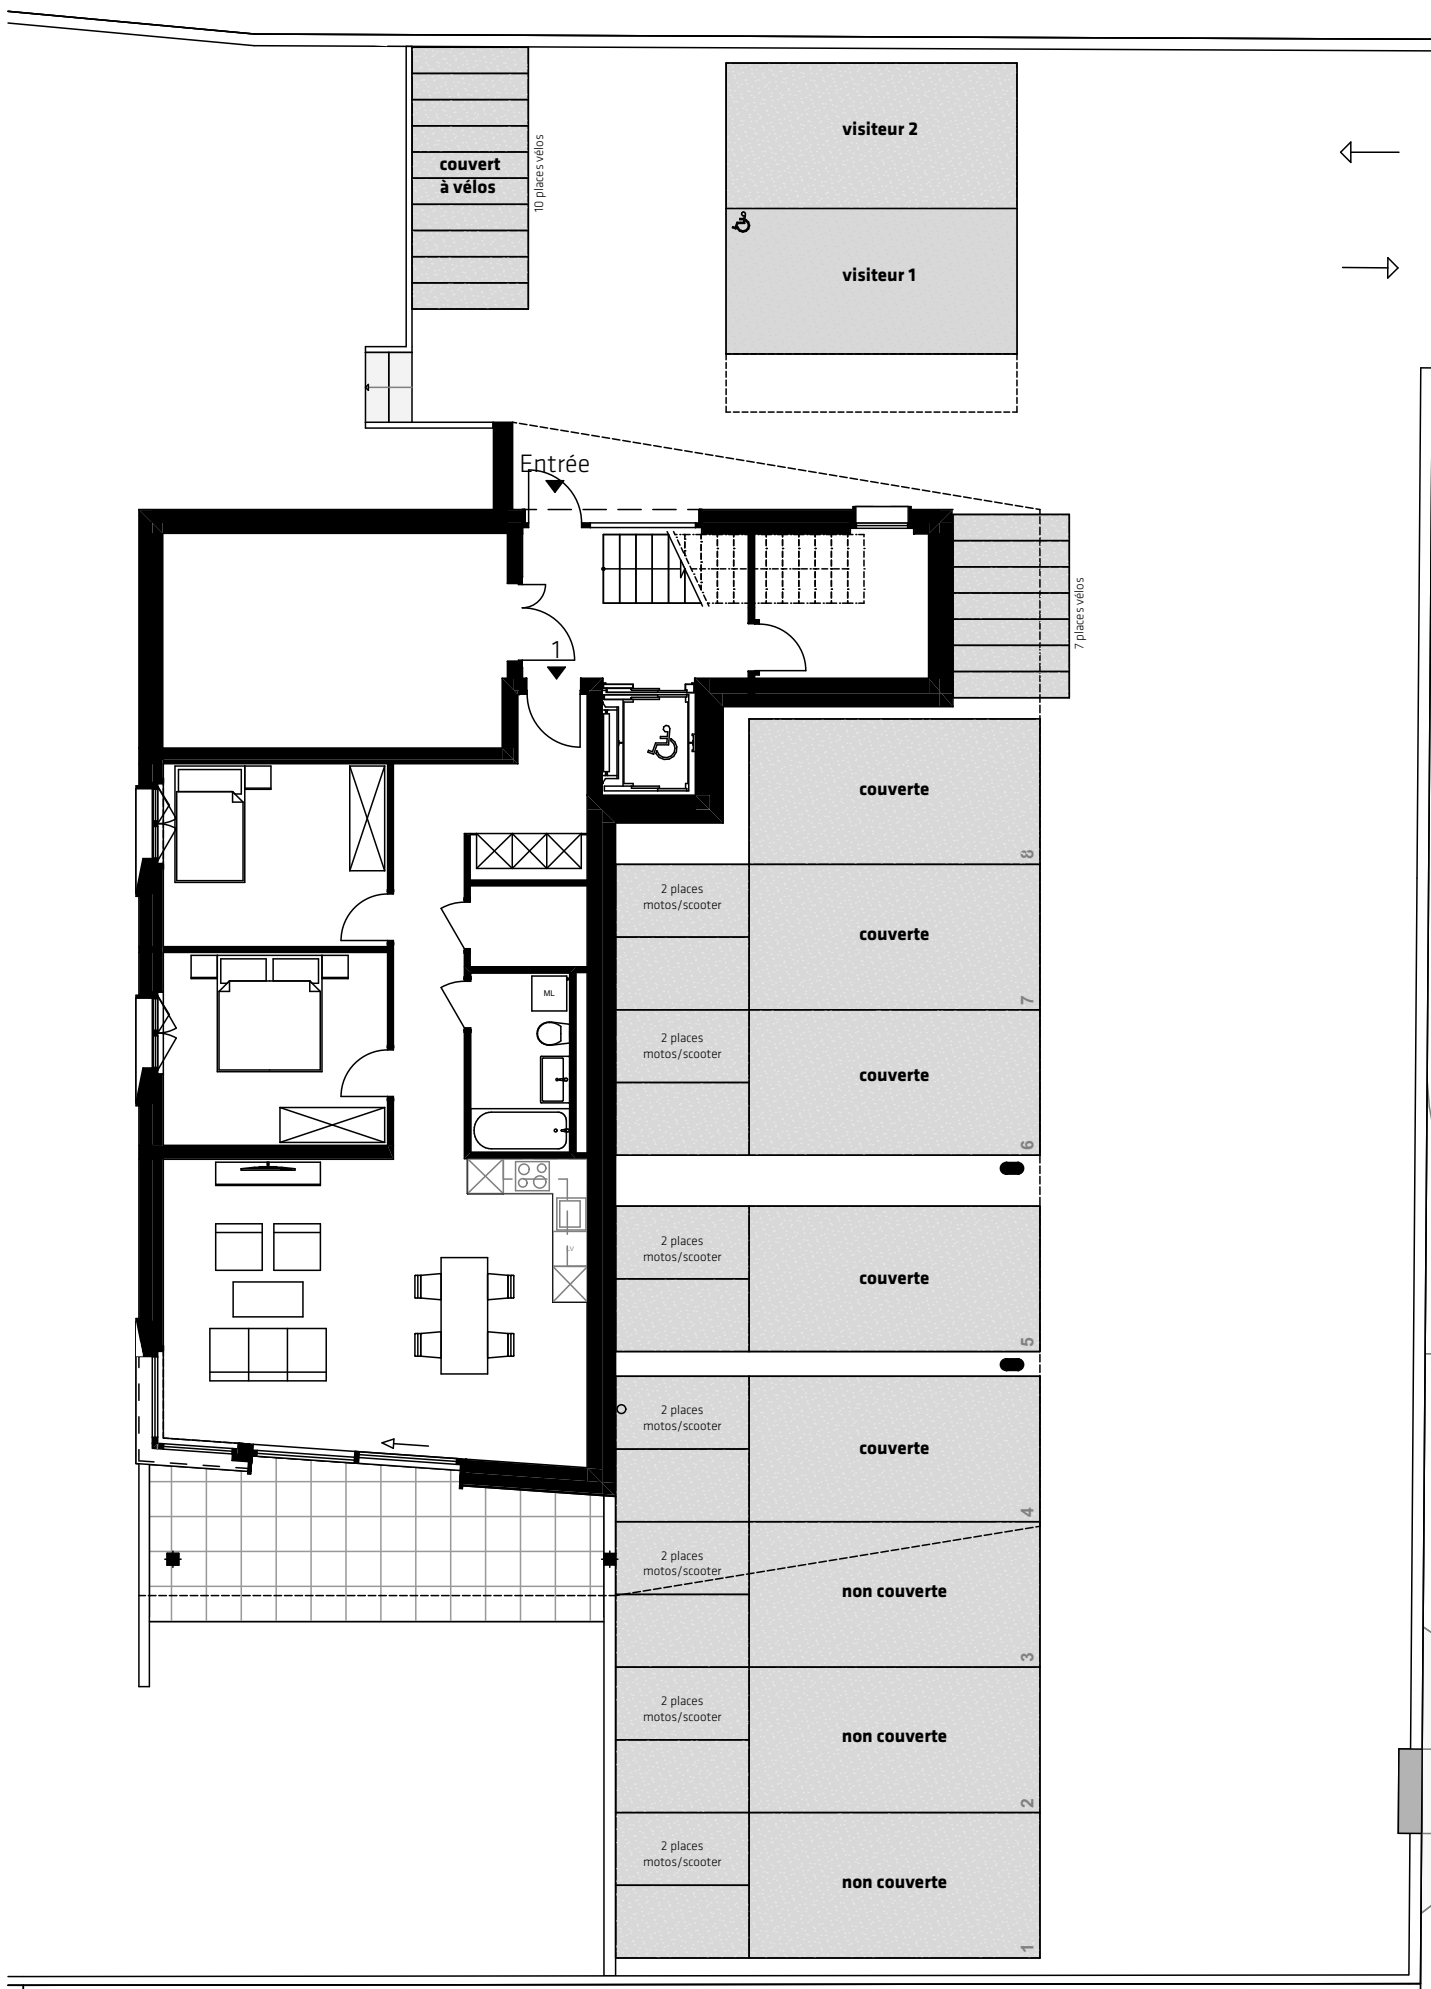 visiteur 2
couvert
à vélos
10 places vélos
visiteur 1
Entrée
7 places vélos
1
couverte
8
2 places
motos/scooter
couverte
7
ML
2 places
motos/scooter
couverte
6
2 places
motos/scooter
couverte
LV
5
2 places
motos/scooter
couverte
4
2 places
motos/scooter
non couverte
3
2 places
motos/scooter
non couverte
2
2 places
motos/scooter
non couverte
1